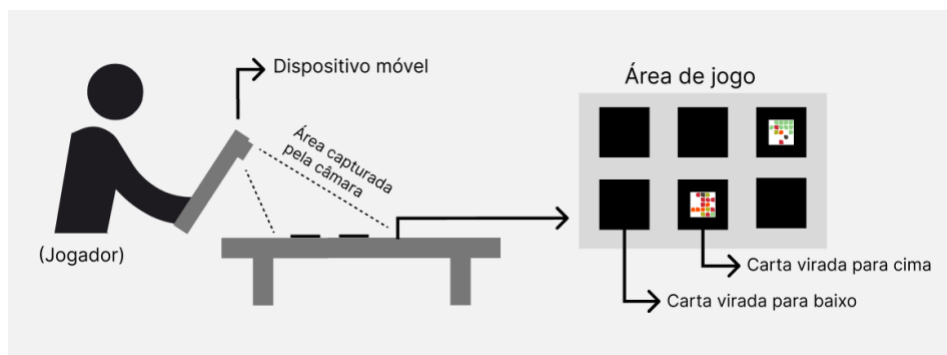 Dispositivo móvel
Área de jogo
Área capturada
pela câmara
(Jogador)
Carta virada para cima
Carta virada para baixo